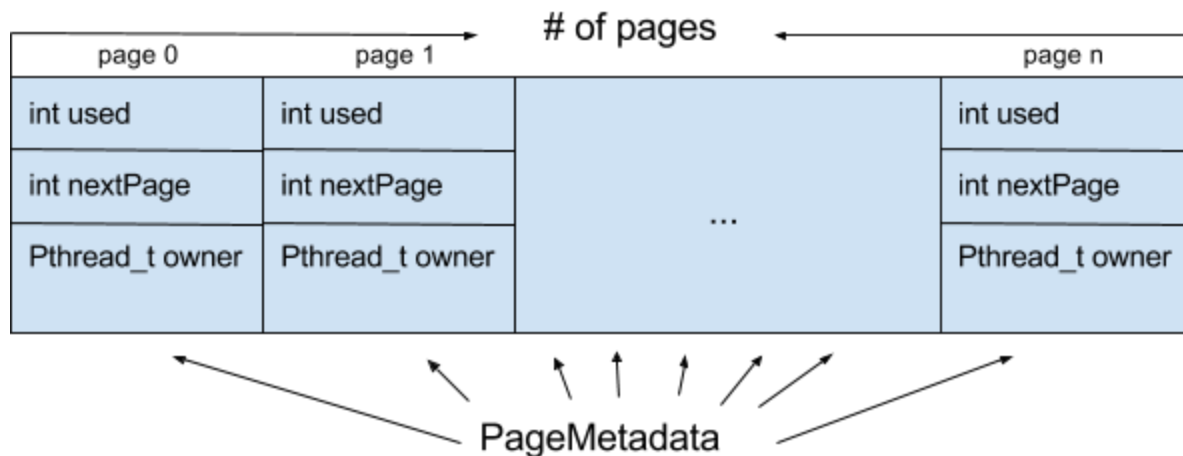 # of pages
page 0 page 1 page n
int used int used int used
int nextPage int nextPage ... int nextPage
Pthread_t owner Pthread_t owner Pthread_t owner
PageMetadata